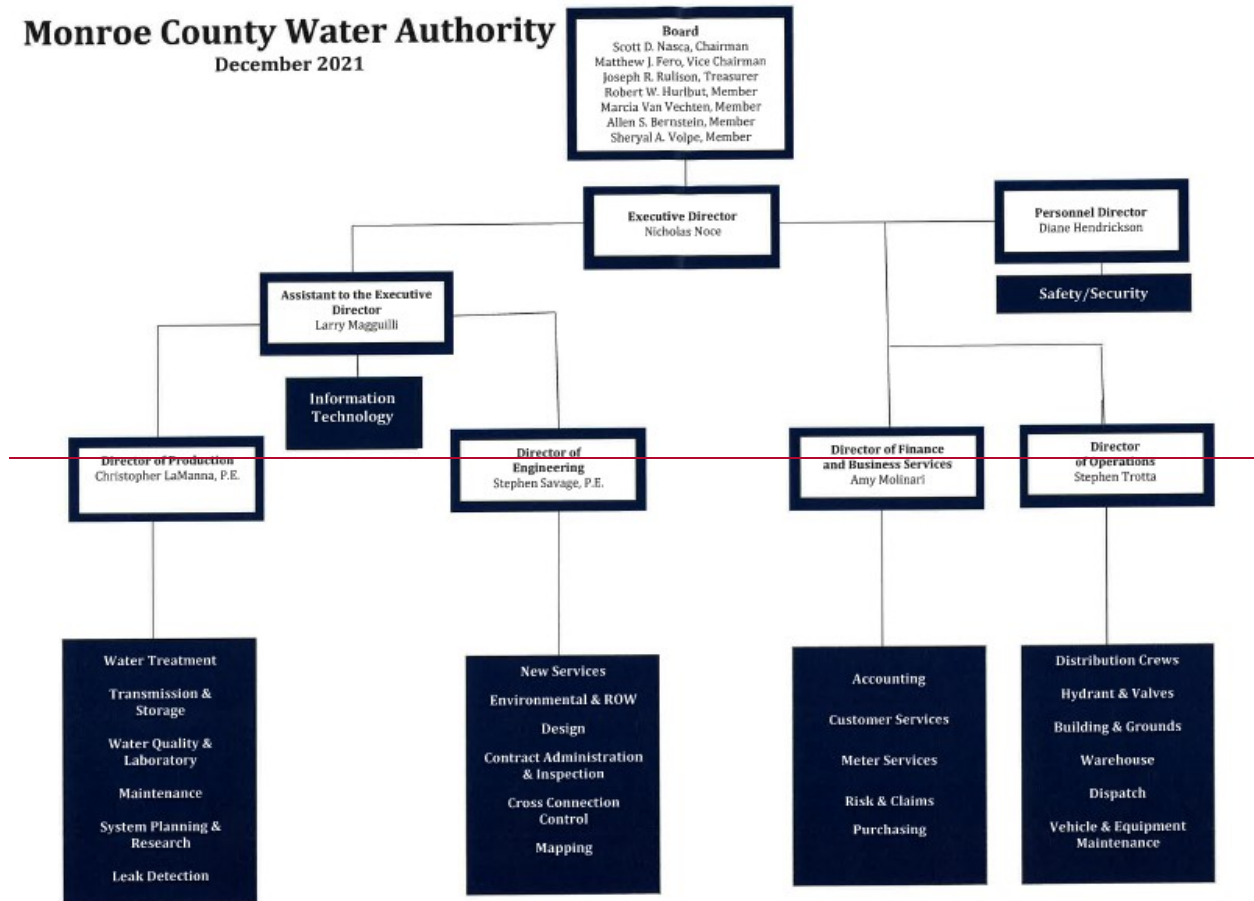 Monroe County Water Authority
December 2021
Board
Scott D. Nasca, Chairman
Matthew J. Fero, Vice Chairman
Joseph R. Rulison, Treasurer
Robert W. Hurlbut, Member
Marcia Van Vechten, Member
Allen S. Bernstein, Member
Sheryal A. Volpe, Member
Executive Director
Nicholas Noce
Personnel Director
Diane Hendrickson
Safety/Security
Assistant to the Executive
Director
Larry Magguilli
Information
Technology
Director of Production
Christopher LaManna, P.E.
Director of
Engineering
Stephen Savage, P.E.
Director of Finance
and Business Services
Amy Molinari
Director
of Operations
Stephen Trotta
Water Treatment
Transmission &
Storage
Water Quality &
Laboratory
Maintenance
System Planning &
Research
Leak Detection
New Services
Environmental & ROW
Design
Contract Administration
& Inspection
Cross Connection
Control
Mapping
Accounting
Customer Services
Meter Services
Risk & Claims
Purchasing
Distribution Crews
Hydrant & Valves
Building & Grounds
Warehouse
Dispatch
Vehicle & Equipment
Maintenance